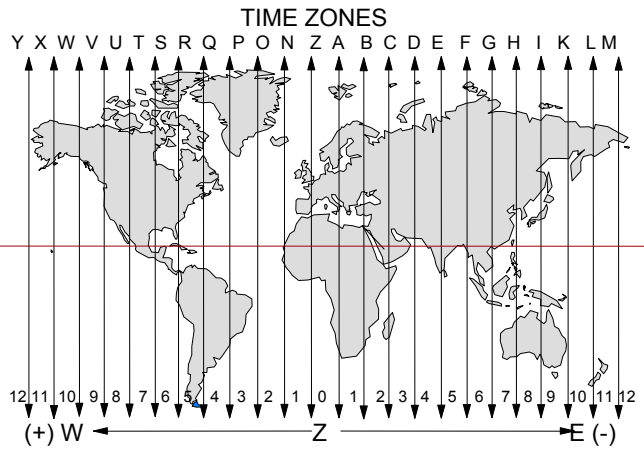 TIME ZONES
Y X W V U T S R Q P O N Z A B C D E F G H I K L M
12 11 10 9 8 7 6 5 4 3 2 1 0 1 2 3 4 5 6 7 8 9 10 11 12
(+) W Z E (-)